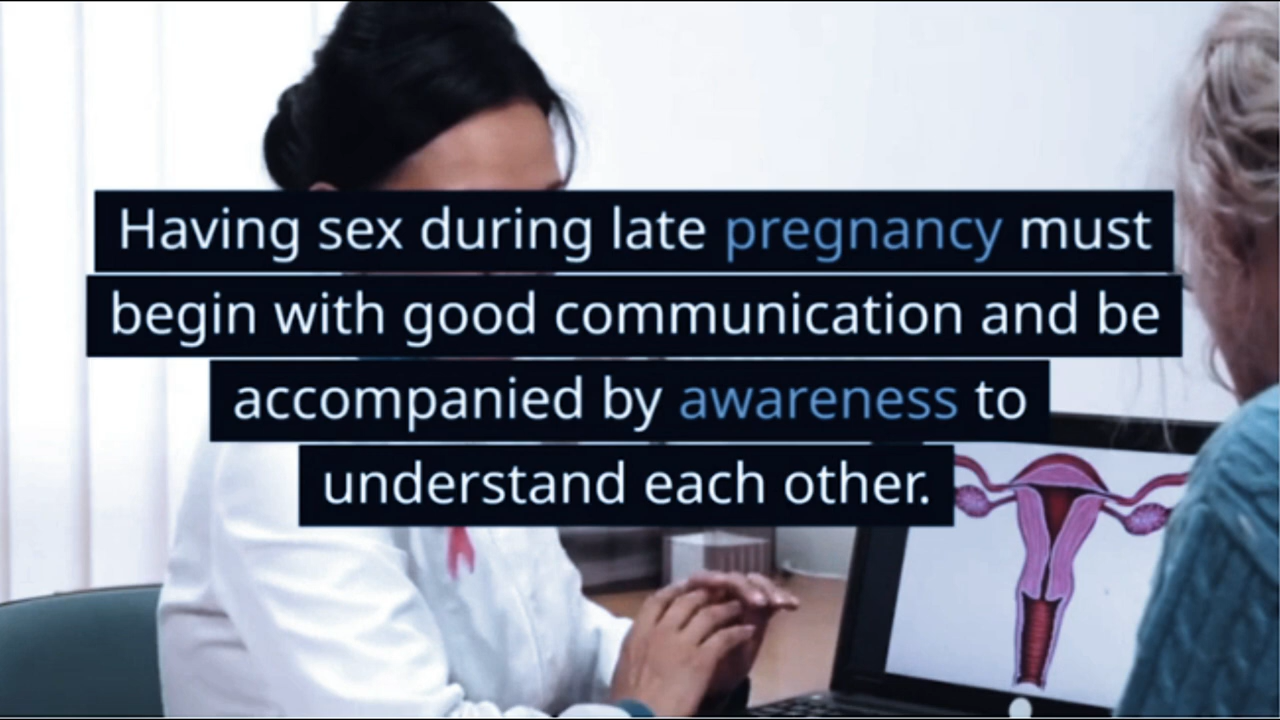 Having sex during late pregnancy must
begin with good communication and be
accompanied by awareness to
understand each other.